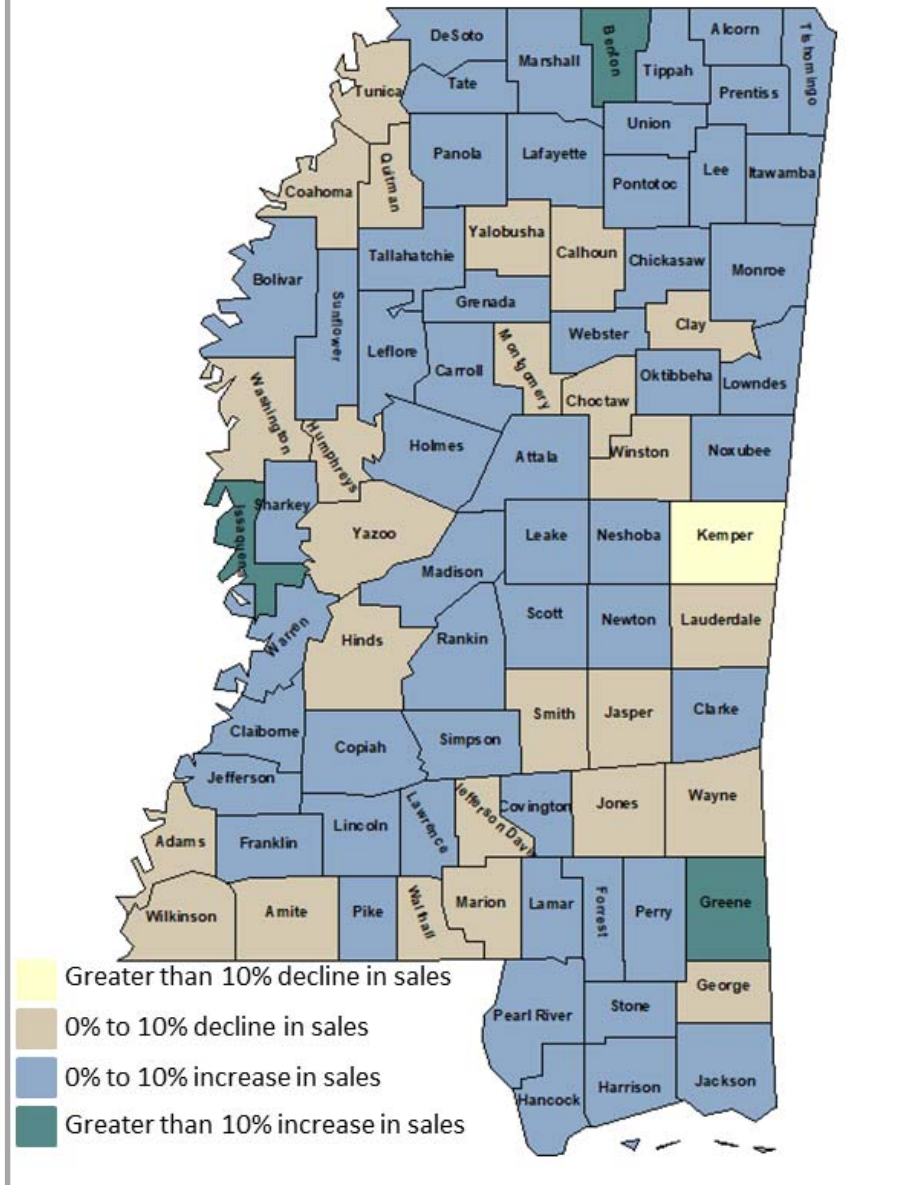 DeSoto
Marshall
Benton
Tippah
Alcorn
Tishomingo
Tunica
Tate
Prentiss
Union
Quitman
Panola
Lafayette
Pontotoc
Lee
Itawamba
Coahoma
Yalobusha
Calhoun
Chickasaw
Tallahatchie
Monroe
Bolivar
Sunflower
Grenada
Leflore
Montgomery
Webster
Clay
Carroll
Choctaw
Oktibbeha
Lowndes
Washington
Humphreys
Holmes
Attala
Winston
Noxubee
Issaquena
Sharkey
Yazoo
Leake
Neshoba
Kemper
Madison
Warren
Hinds
Rankin
Scott
Newton
Lauderdale
Claiborne
Copiah
Simpson
Smith
Jasper
Clarke
Jefferson
Lincoln
Lawrence
Jefferson Davi
Covington
Jones
Wayne
Adams
Franklin
Wilkinson
Amite
Pike
Walthall
Marion
Lamar
Forrest
Perry
Greene
George
Pearl River
Stone
Hancock
Harrison
Jackson
Greater than 10% decline in sales
0% to 10% decline in sales
0% to 10% increase in sales
Greater than 10% increase in sales